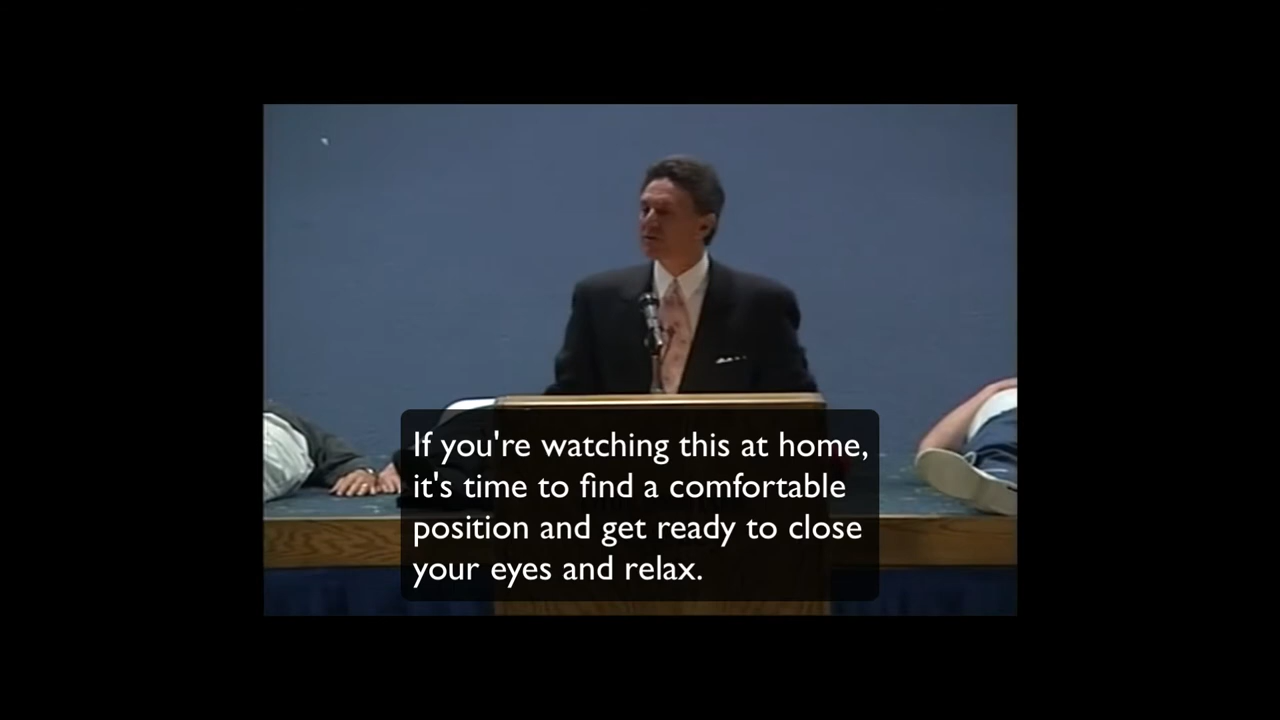 If you're watching this at home,
it's time to find a comfortable
position and get ready to close
your eyes and relax.